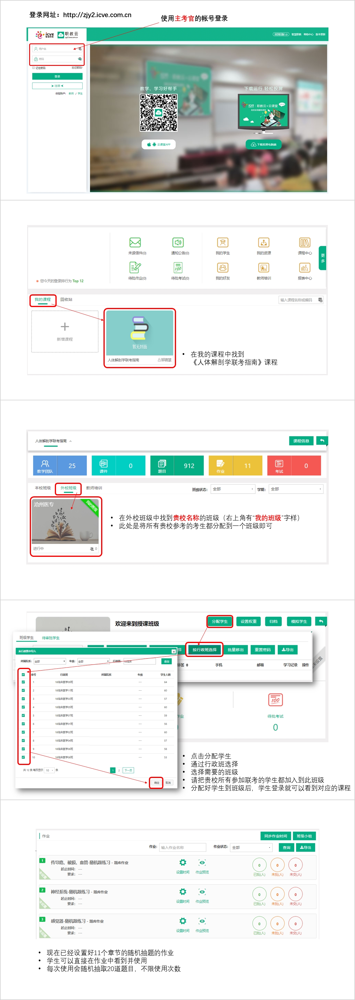 登录网址：http://zjy2.icve.com.cn
使用主考官的帐号登录
iCVE 智慧职教
职教云 zjy2.icve.com.cn
回到旧版1.0 智慧职教 帮助中心 版本更新
用户名
密码
记住密码 忘记密码?
登录
注册
体验账户: 教师 / 学生
教学、学习好帮手
下载运行 轻松投屏
iCVE 职教云+云课堂
云课堂APP
下载投屏电脑端
未读信件(0) 通知公告(0) 我的学生 我的资源 课程中心
更多
待批作业(0) 待批考试(0) 我的好友 教师培训 报表中心
您今天的登录排行为 Top 12
我的课程 回收站
输入课程名称或编码
新增课程
暂无封面
人体解剖学联考指南 邹锦慧
• 在我的课程中找到
《人体解剖学联考指南》课程
人体解剖学联考指南
课程信息
教学团队 25
课件 0
题目 912
作业 11
考试 0
本校班级 外校班级 教师培训
班级状态: 全部 学期: 全部
沧州医专
我的班级
进行中 0
• 在外校班级中找到贵校名称的班级（右上角有“我的班级”字样）
• 此处是将所有贵校参考的考生都分配到一个班级即可
欢迎来到授课班级
分配学生 设置权重 归档 模拟学生
班级学生 待审批学生
择 按行政班选择 批量移出 重置密码 导出
标签 手机 邮箱 学习记录 操作
未设置
从行政班中导入
所属院系: 全部 年级: 全部 行政班: 18临床 查询
序号 行政班 所属院系 年级 学生人数
1 18临床医学09班 --- 64
2 18临床医学11班 --- 60
3 18临床医学03班 --- 57
4 18临床医学05班 --- 60
5 18临床医学07班 --- 59
6 18临床医学01班 --- 56
7 18临床医学02班 --- 60
8 18临床医学04班 --- 57
9 18临床医学06班 --- 58
10 18临床医学08班 --- 53
共 12 条 每页显示 10 条
1 2 下一页
确定 取消
作业
待批考试
0
• 点击分配学生
• 通过行政班选择
• 选择需要的班级
• 请把贵校所有参加联考的学生都加入到此班级
• 分配好学生到班级后，学生登录就可以看到对应的课程
作业
同步作业时间 班级小组
作业: 输入作业名称 作业状态: 全部 查询 导出
1 传导路、被膜、血管-随机题练习 - 题库作业
起止时间: ---
要求: ---
未设置
设置时间 作业预览
0 0 0
已批(人) 未批(人) 未交(人)
2 神经系统-随机题练习 - 题库作业
起止时间: ---
要求: ---
未设置
设置时间 作业预览
0 0 0
已批(人) 未批(人) 未交(人)
3 感觉器-随机题练习 - 题库作业
起止时间: ---
要求: ---
未设置
设置时间 作业预览
0 0 0
已批(人) 未批(人) 未交(人)
• 现在已经设置好11个章节的随机抽题的作业
• 学生可以直接在作业中看到并使用
• 每次使用会随机抽取20道题目，不限使用次数